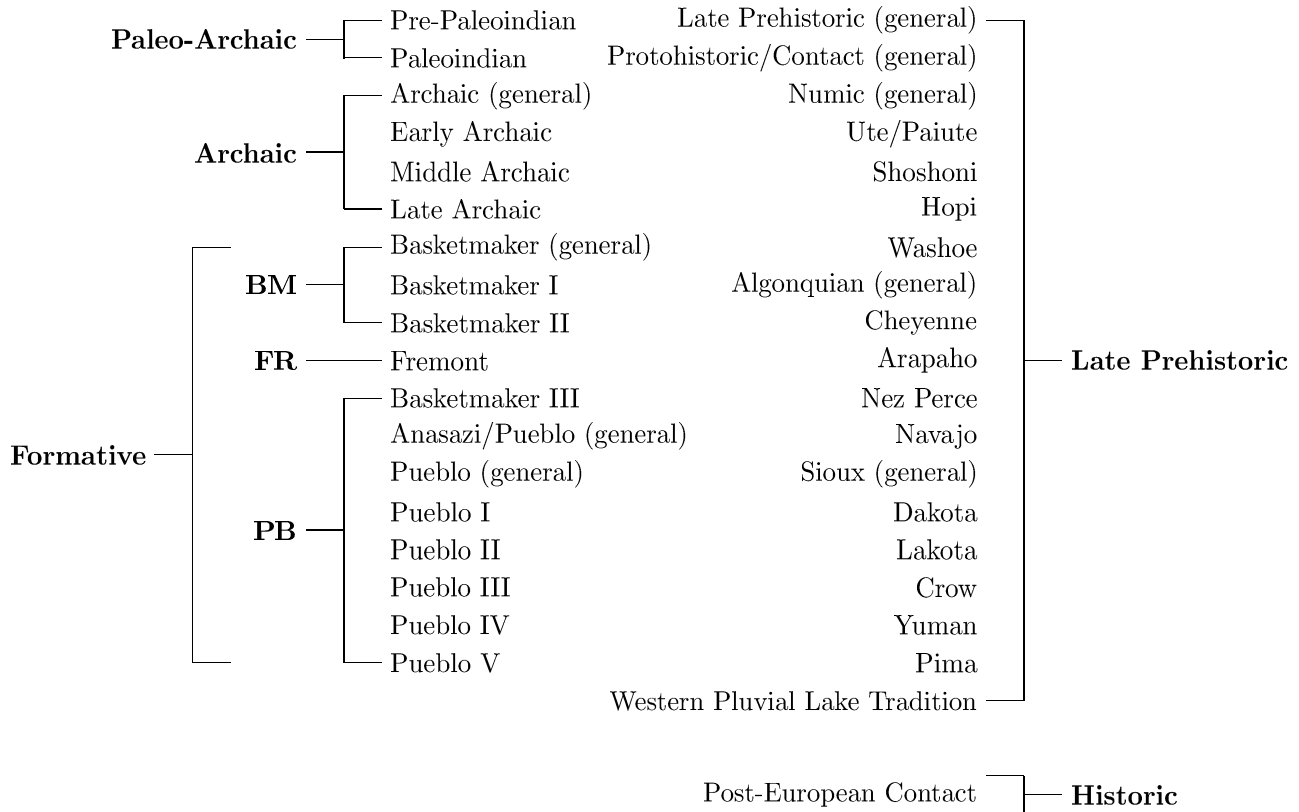 Paleo-Archaic
Pre-Paleoindian
Paleoindian
Archaic
Archaic (general)
Early Archaic
Middle Archaic
Late Archaic
Formative
BM
Basketmaker (general)
Basketmaker I
Basketmaker II
FR
Fremont
PB
Basketmaker III
Anasazi/Pueblo (general)
Pueblo (general)
Pueblo I
Pueblo II
Pueblo III
Pueblo IV
Pueblo V
Late Prehistoric (general)
Protohistoric/Contact (general)
Numic (general)
Ute/Paiute
Shoshoni
Hopi
Washoe
Algonquian (general)
Cheyenne
Arapaho
Nez Perce
Navajo
Sioux (general)
Dakota
Lakota
Crow
Yuman
Pima
Western Pluvial Lake Tradition
Late Prehistoric
Post-European Contact
Historic